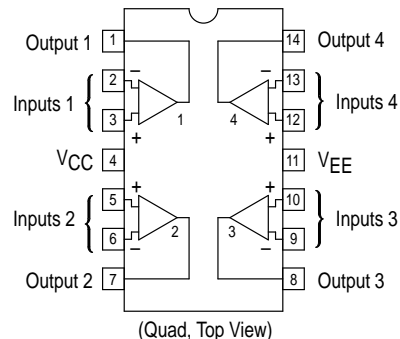 Output 1 1 14 Output 4
Inputs 1 { 2 − − 13 } Inputs 4
3 1 4 12
+ +
VCC 4 11 VEE
+ +
Inputs 2 { 5 2 3 10 } Inputs 3
6 − − 9
Output 2 7 8 Output 3
(Quad, Top View)